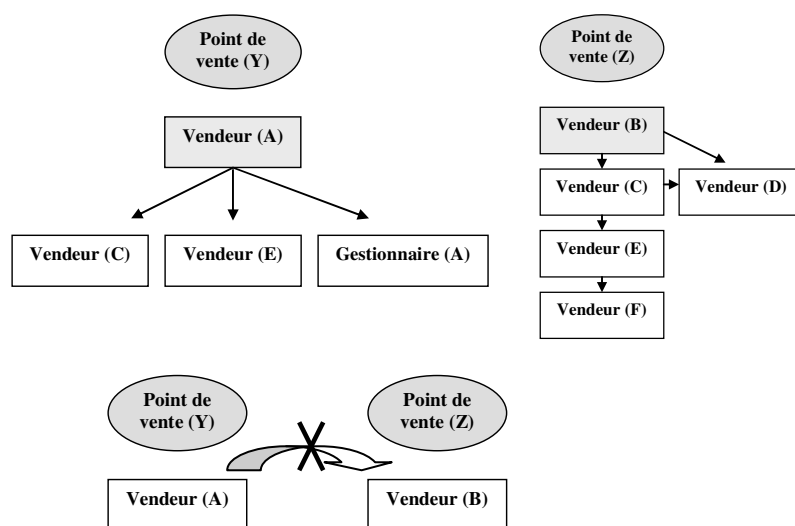 Point de
vente (Y)
Vendeur (A)
Vendeur (C)
Vendeur (E)
Gestionnaire (A)
Point de
vente (Z)
Vendeur (B)
Vendeur (C)
Vendeur (D)
Vendeur (E)
Vendeur (F)
Point de
vente (Y)
Point de
vente (Z)
Vendeur (A)
Vendeur (B)